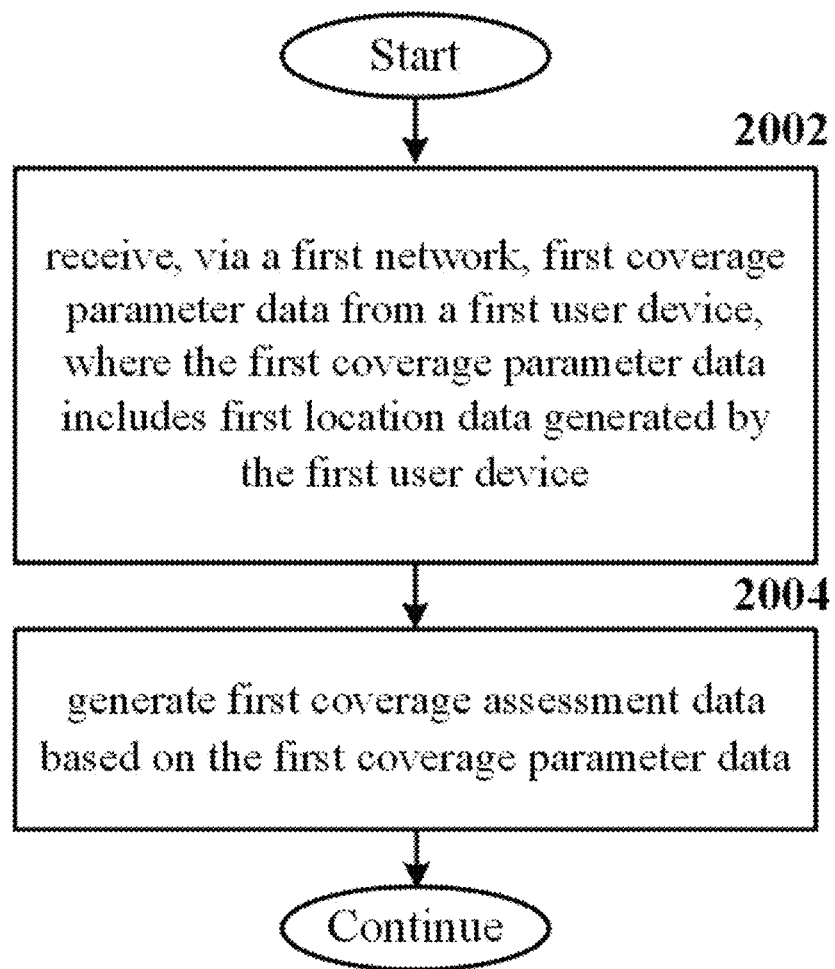 Start
2002
receive, via a first network, first coverage
parameter data from a first user device,
where the first coverage parameter data
includes first location data generated by
the first user device
2004
generate first coverage assessment data
based on the first coverage parameter data
Continue